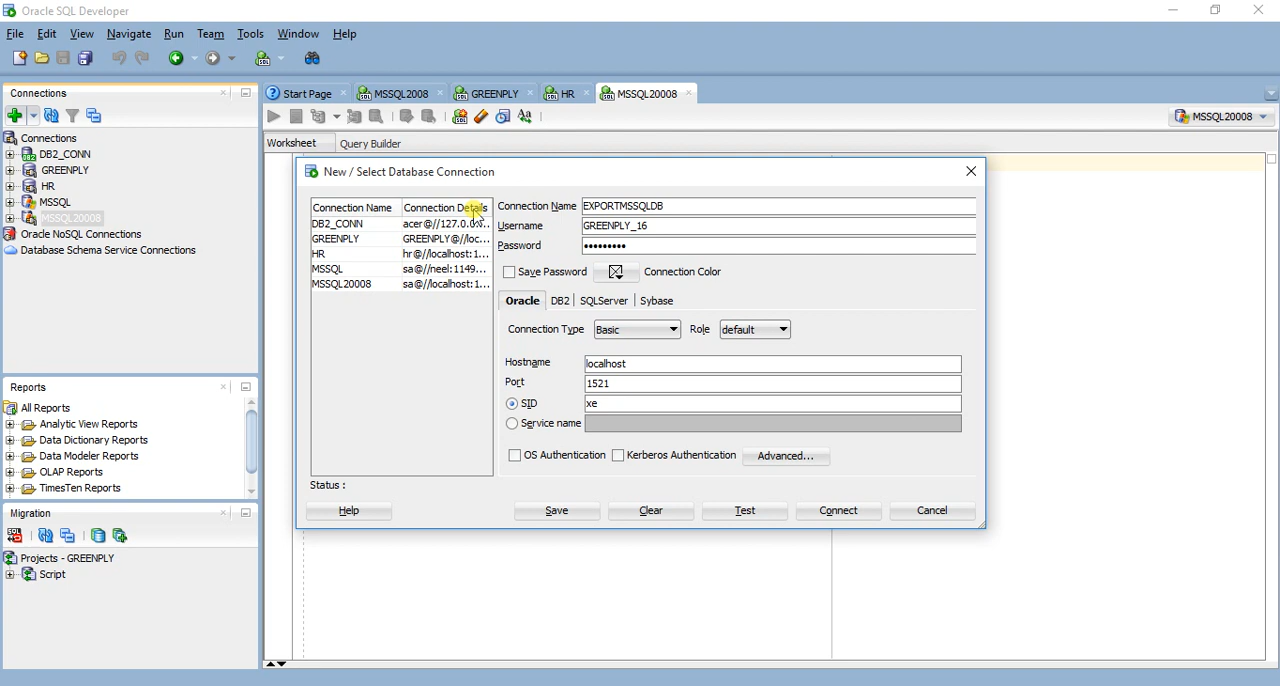 Oracle SQL Developer
File Edit View Navigate Run Team Tools Window Help
Connections
Connections
DB2_CONN
GREENPLY
HR
MSSQL
MSSQL20008
Oracle NoSQL Connections
Database Schema Service Connections
Reports
All Reports
Analytic View Reports
Data Dictionary Reports
Data Modeler Reports
OLAP Reports
TimesTen Reports
Migration
Projects - GREENPLY
Script
Start Page MSSQL2008 GREENPLY HR MSSQL20008
MSSQL20008
Worksheet Query Builder
New / Select Database Connection
Connection Name Connection Details
DB2_CONN acer@//127.0.0....
GREENPLY GREENPLY@//loc...
HR hr@//localhost:1...
MSSQL sa@//neel:1149...
MSSQL20008 sa@//localhost:1...
Connection Name EXPORTMSSQLDB
Username GREENPLY_16
Password •••••••••
Save Password Connection Color
Oracle DB2 SQLServer Sybase
Connection Type Basic Role default
Hostname localhost
Port 1521
SID xe
Service name
OS Authentication Kerberos Authentication Advanced...
Status :
Help Save Clear Test Connect Cancel